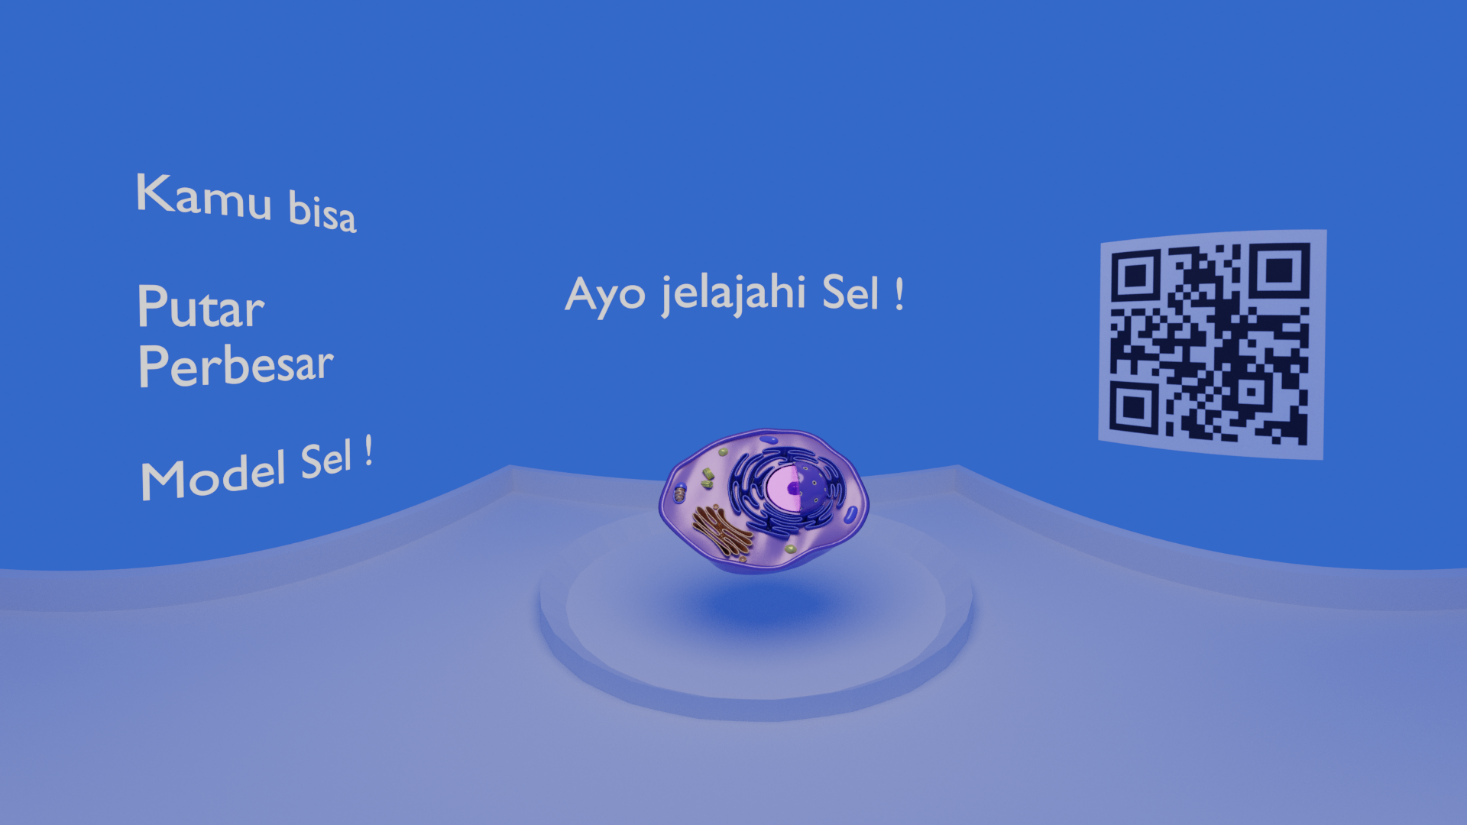 Kamu bisa
Putar
Perbesar
Model Sel !
Ayo jelajahi Sel !